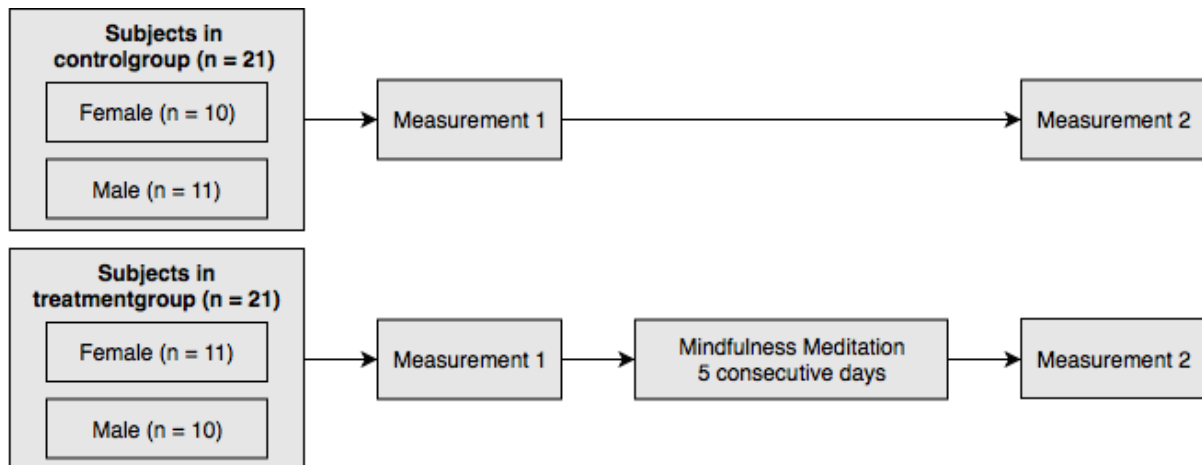 Subjects in
controlgroup (n = 21)
Female (n = 10)
Male (n = 11)
Measurement 1
Measurement 2
Subjects in
treatmentgroup (n = 21)
Female (n = 11)
Male (n = 10)
Measurement 1
Mindfulness Meditation
5 consecutive days
Measurement 2